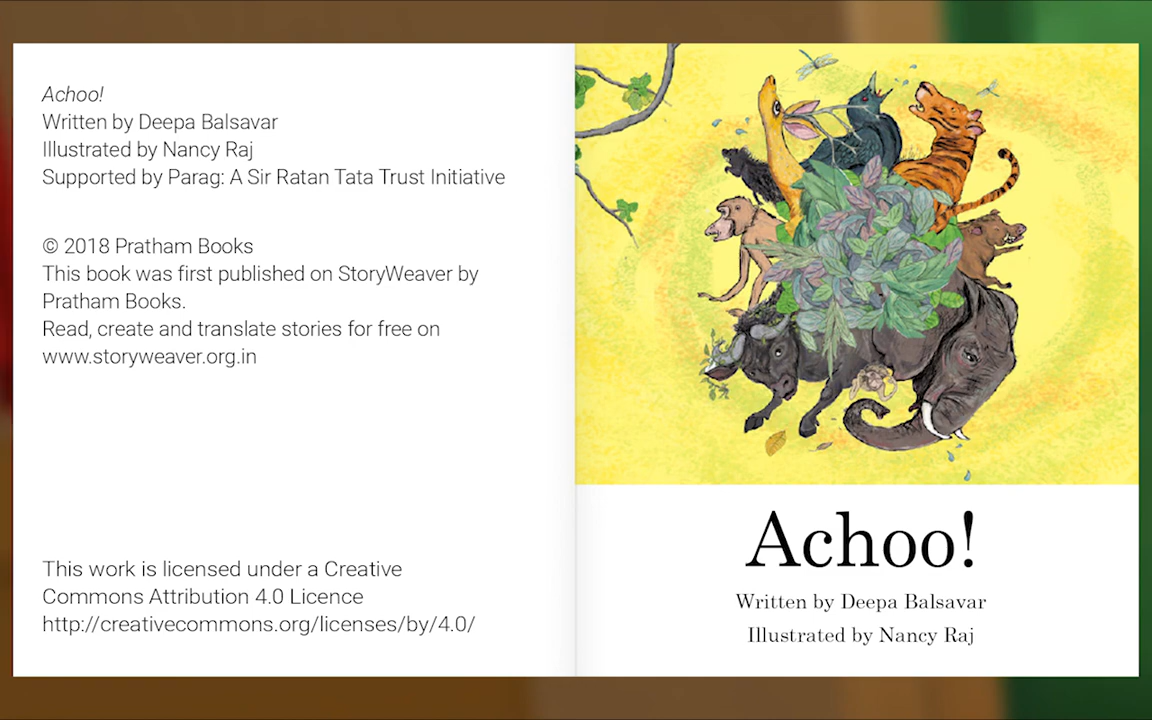 Achoo!
Written by Deepa Balsavar
Illustrated by Nancy Raj
Supported by Parag: A Sir Ratan Tata Trust Initiative
© 2018 Pratham Books
This book was first published on StoryWeaver by
Pratham Books.
Read, create and translate stories for free on
www.storyweaver.org.in
This work is licensed under a Creative
Commons Attribution 4.0 Licence
http://creativecommons.org/licenses/by/4.0/
Achoo!
Written by Deepa Balsavar
Illustrated by Nancy Raj